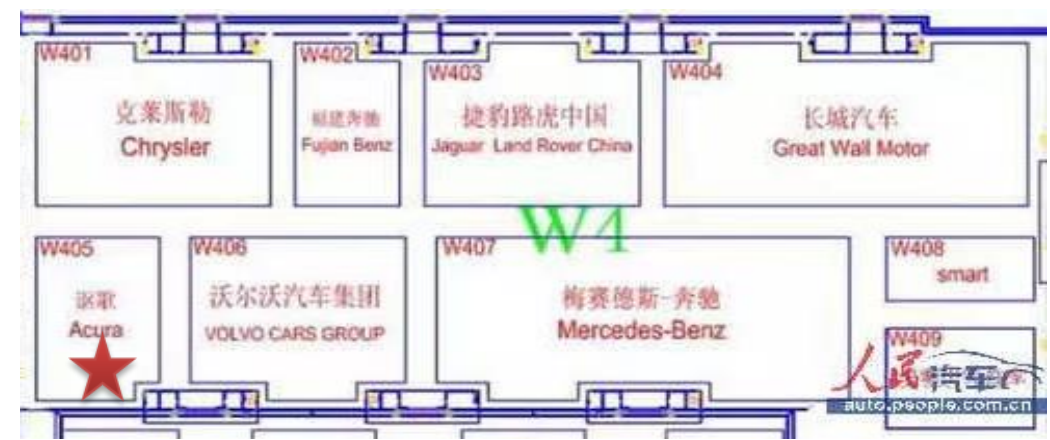 W401
克莱斯勒
Chrysler
W402
福建奔驰
Fujian Benz
W403
捷豹路虎中国
Jaguar Land Rover China
W404
长城汽车
Great Wall Motor
W4
W405
讴歌
Acura
W406
沃尔沃汽车集团
VOLVO CARS GROUP
W407
梅赛德斯-奔驰
Mercedes-Benz
W408
smart
W409
人民汽车
auto.people.com.cn